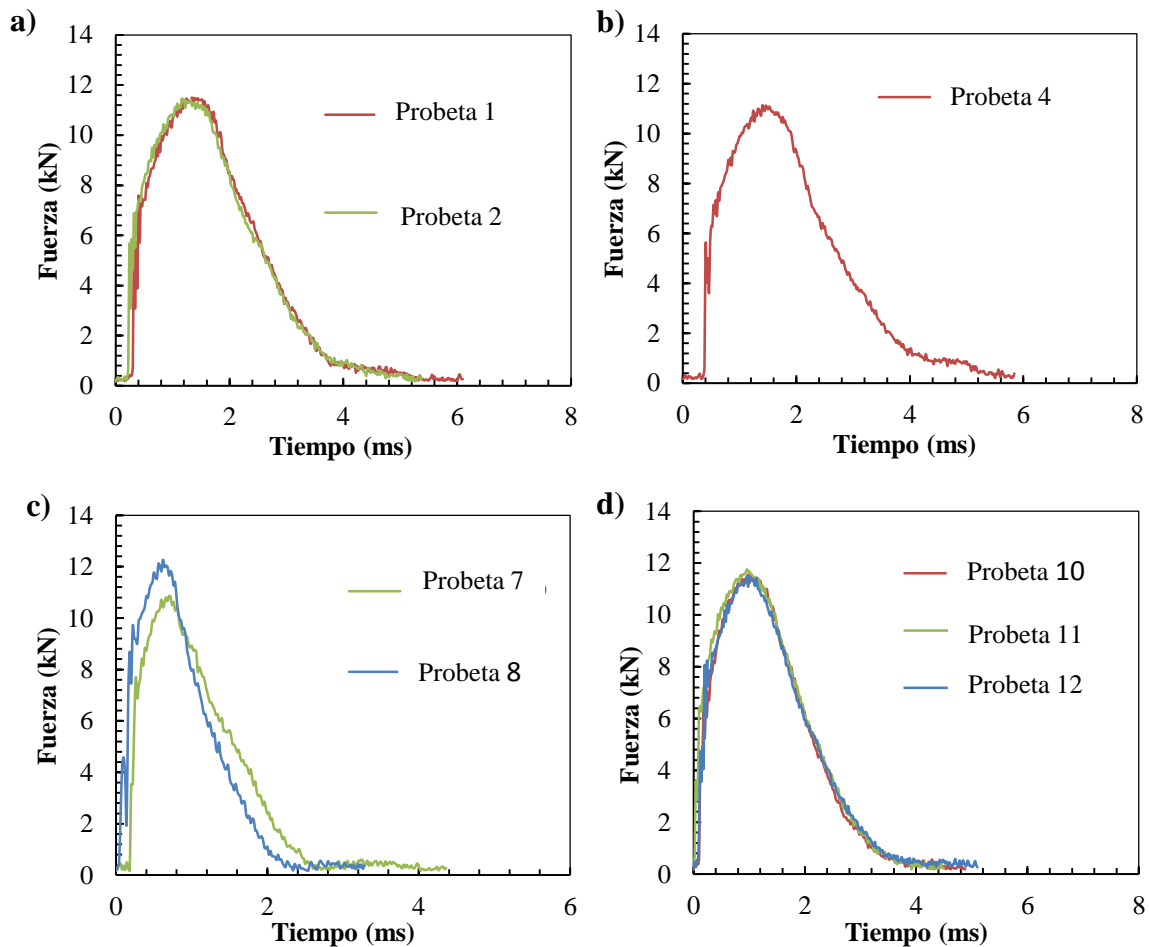 a)
14
12
10
8
6
4
2
0
Fuerza (kN)
Probeta 1
Probeta 2
0 2 4 6 8
Tiempo (ms)
b)
14
12
10
8
6
4
2
0
Fuerza (kN)
Probeta 4
0 2 4 6 8
Tiempo (ms)
c)
14
12
10
8
6
4
2
0
Fuerza (kN)
Probeta 7
Probeta 8
0 2 4 6
Tiempo (ms)
d)
14
12
10
8
6
4
2
0
Fuerza (kN)
Probeta 10
Probeta 11
Probeta 12
0 2 4 6 8
Tiempo (ms)